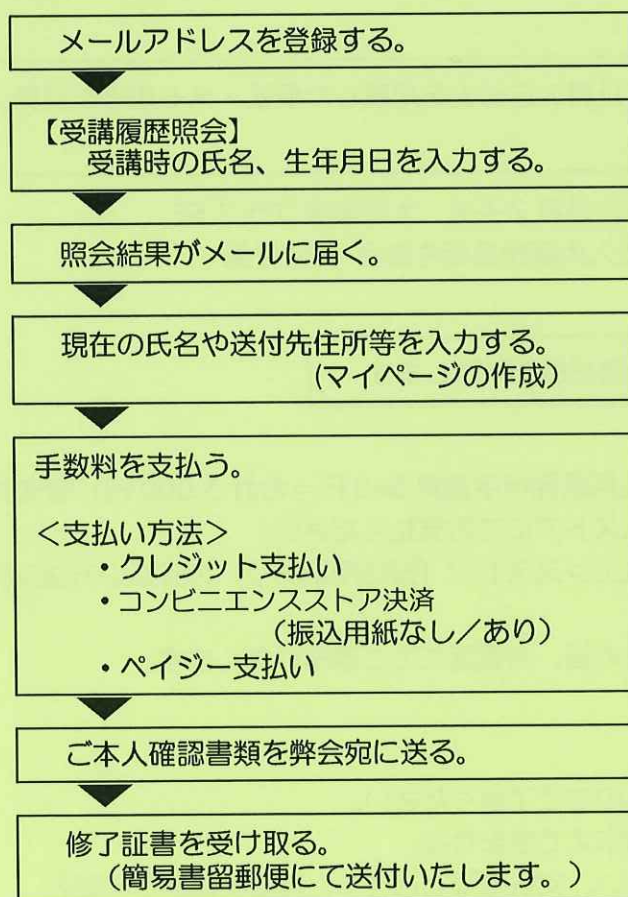 メールアドレスを登録する。
【受講履歴照会】
受講時の氏名、生年月日を入力する。
照会結果がメールに届く。
現在の氏名や送付先住所等を入力する。
(マイページの作成)
手数料を支払う。
＜支払い方法＞
・クレジット支払い
・コンビニエンスストア決済
(振込用紙なし／あり)
・ペイジー支払い
ご本人確認書類を弊会宛に送る。
修了証書を受け取る。
(簡易書留郵便にて送付いたします。)